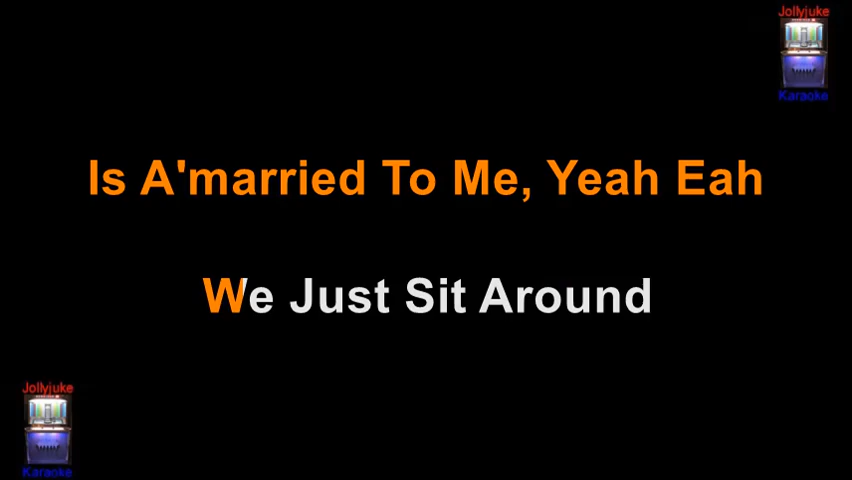 Jollyjuke
Karaoke
Is A'married To Me, Yeah Eah
We Just Sit Around
Jollyjuke
Karaoke